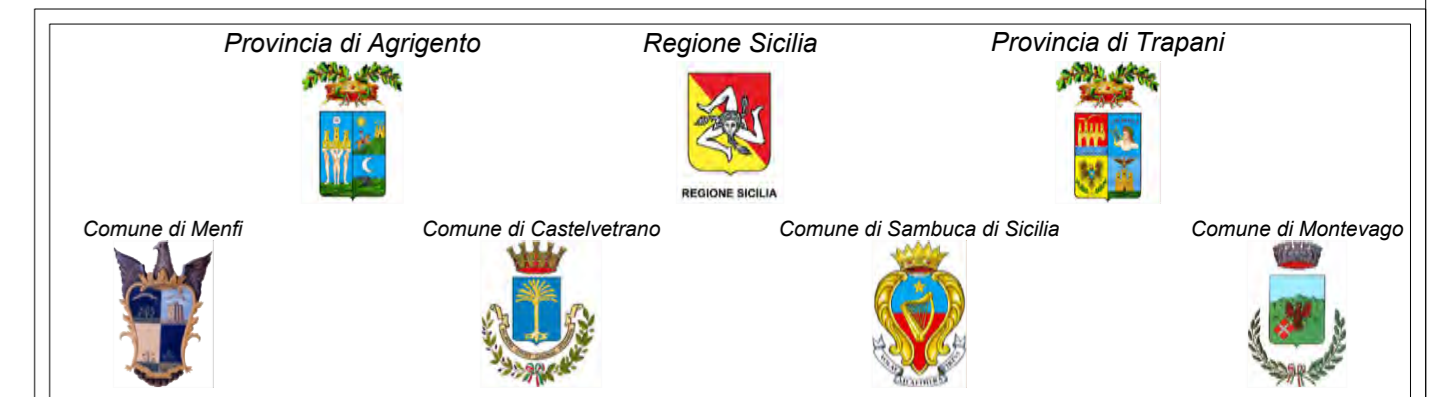 Provincia di Agrigento Regione Sicilia Provincia di Trapani
REGIONE SICILIA
Comune di Menfi Comune di Castelvetrano Comune di Sambuca di Sicilia Comune di Montevago